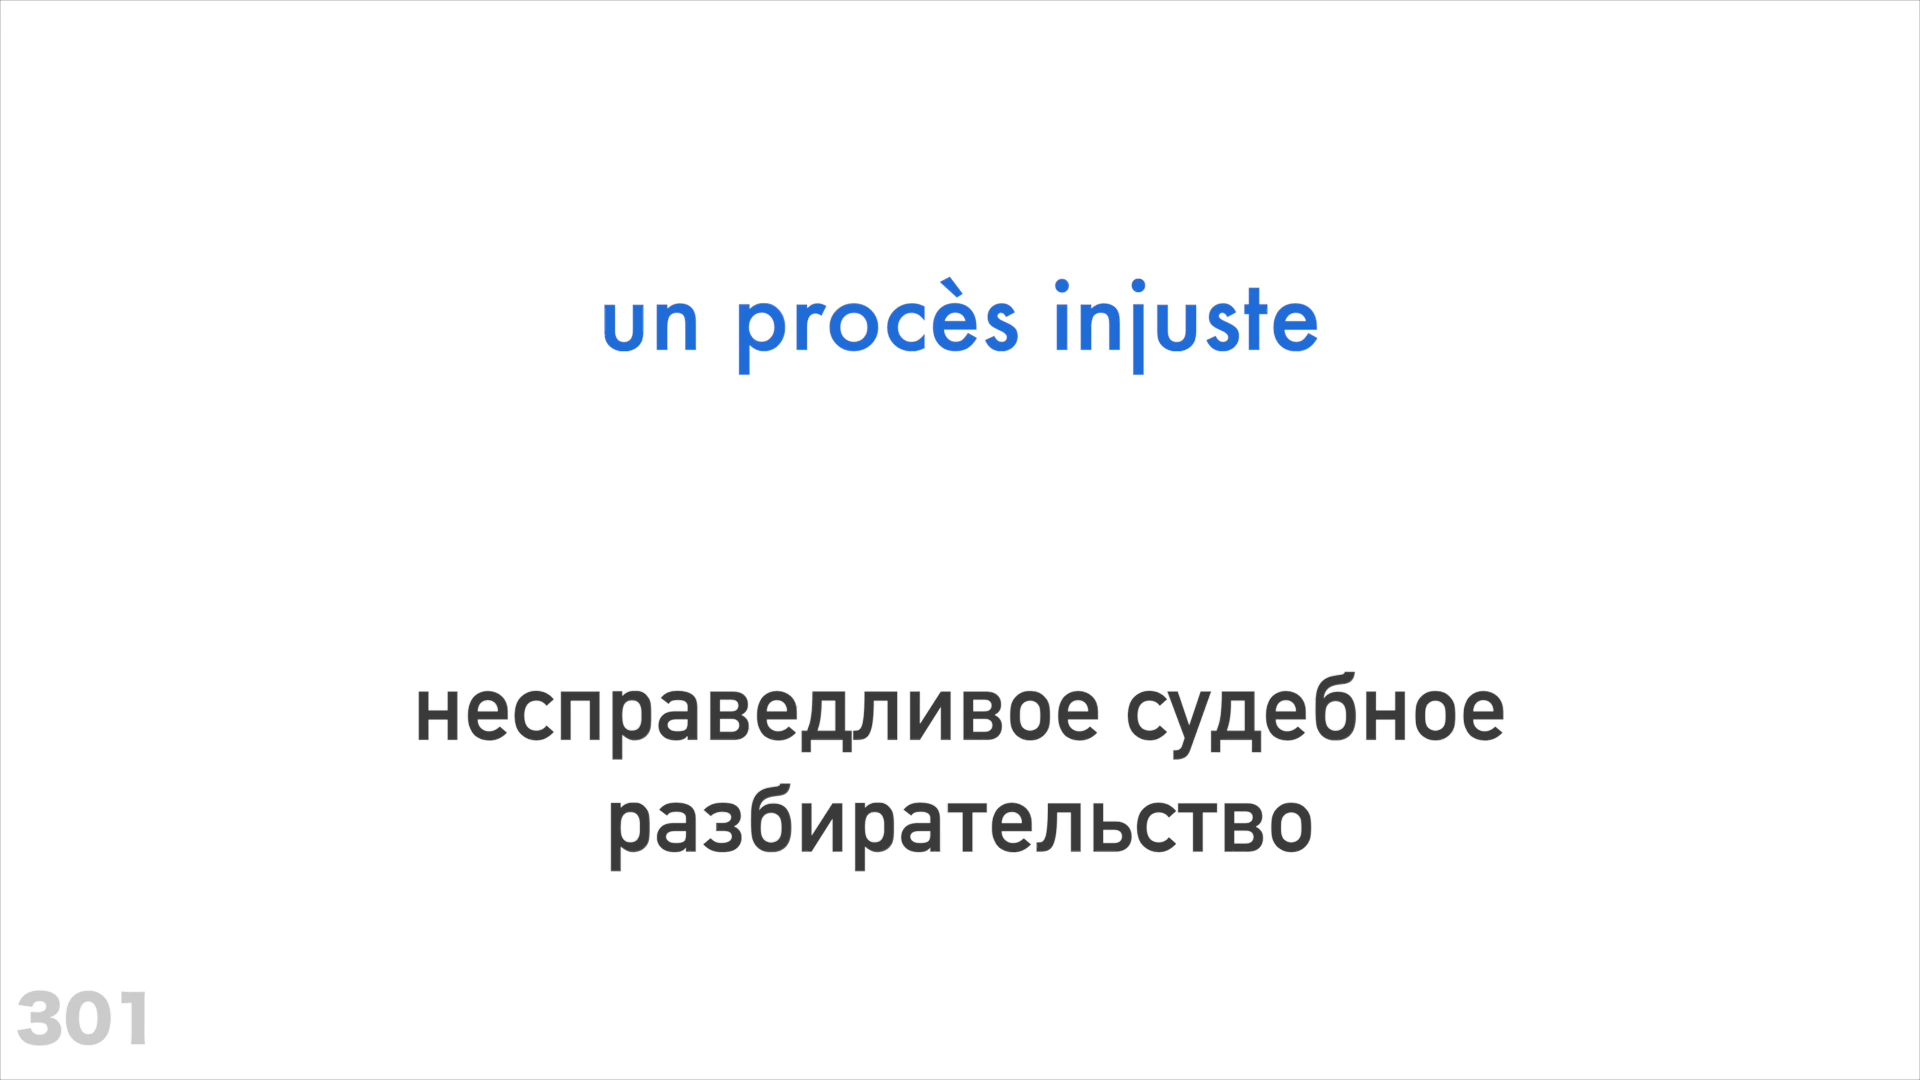 un procès injuste
несправедливое судебное
разбирательство
301